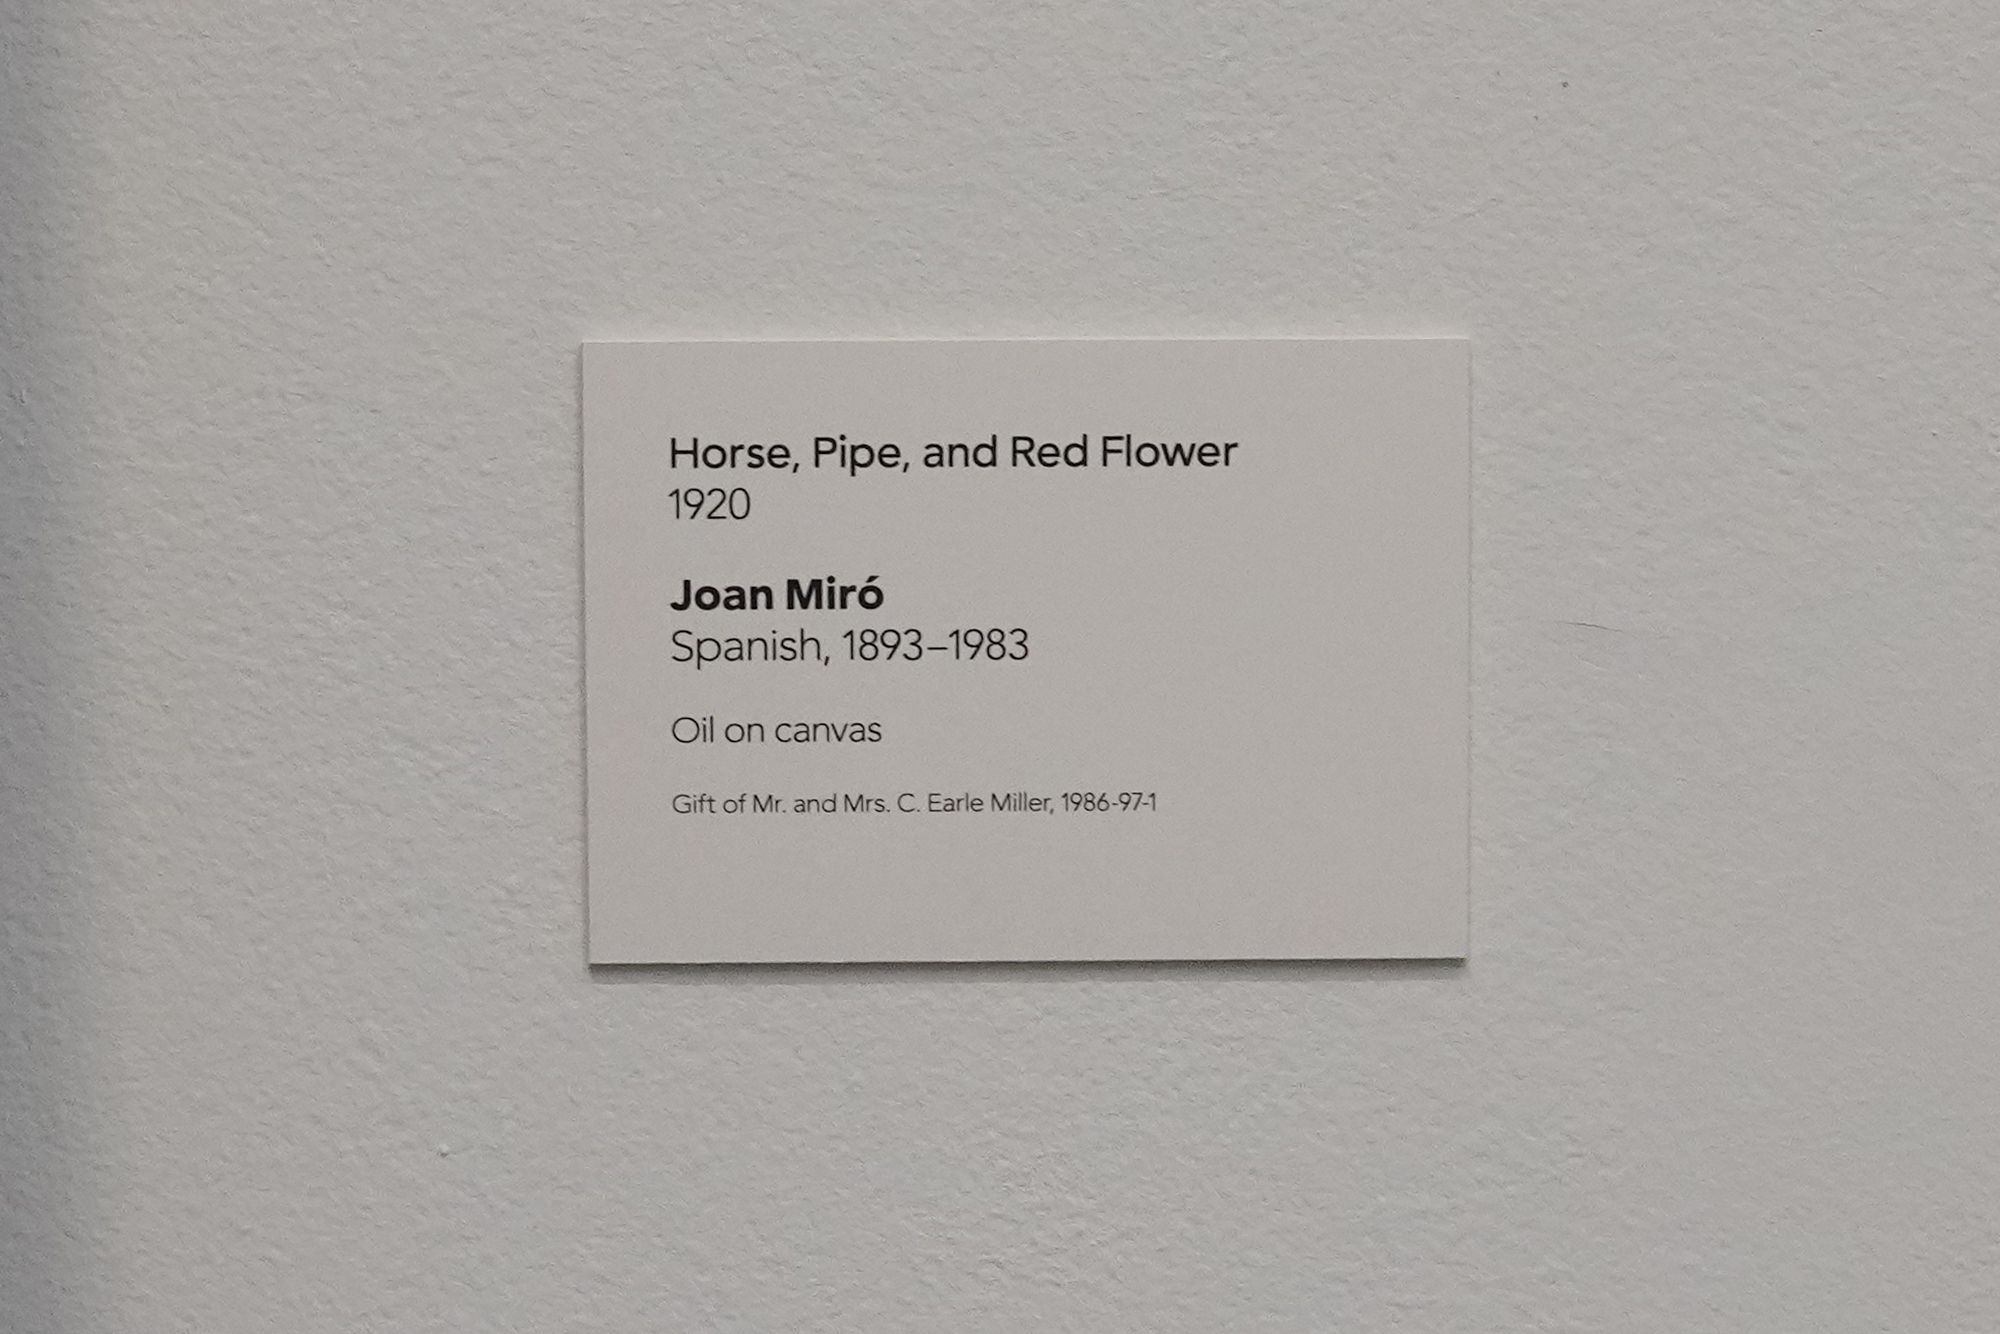 Horse, Pipe, and Red Flower
1920
Joan Miró
Spanish, 1893–1983
Oil on canvas
Gift of Mr. and Mrs. C. Earle Miller, 1986-97-1